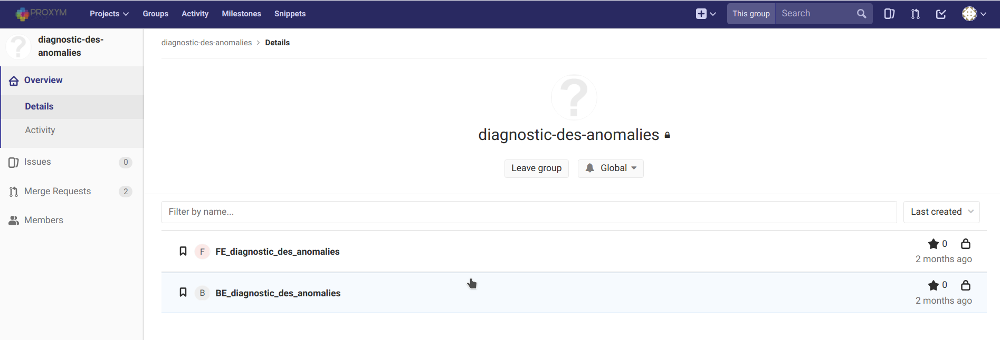 PROXYM
GROUP
Projects
Groups
Activity
Milestones
Snippets
This group
Search
diagnostic-des-
anomalies
Overview
Details
Activity
Issues 0
Merge Requests 2
Members
diagnostic-des-anomalies > Details
?
diagnostic-des-anomalies
Leave group
Global
Filter by name...
Last created
F FE_diagnostic_des_anomalies
0
2 months ago
B BE_diagnostic_des_anomalies
0
2 months ago